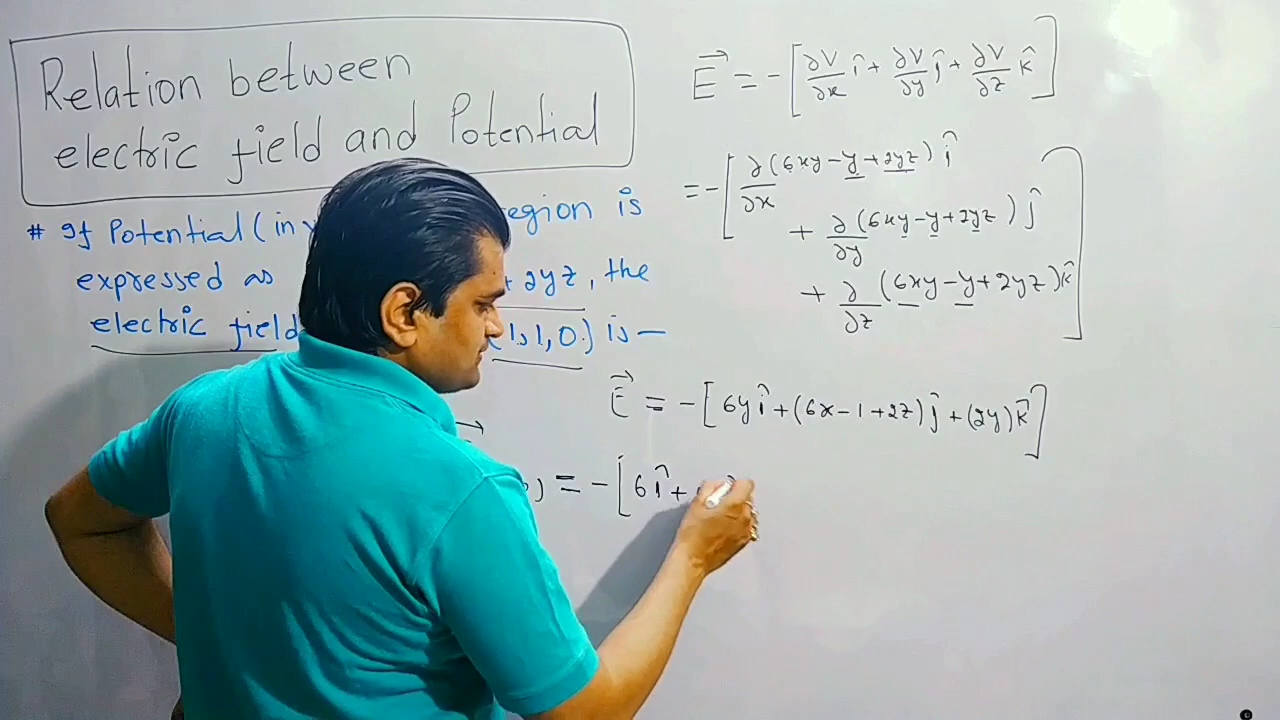 Relation between
electric field and Potential
# If Potential (in region is
expressed as + 2yz, the
electric field (1,1,0) is —
E⃗ = -[∂V/∂x î + ∂V/∂y ĵ + ∂V/∂z k̂]
= -[∂/∂x (6xy - y + 2yz) î
+ ∂/∂y (6xy - y + 2yz) ĵ
+ ∂/∂z (6xy - y + 2yz) k̂]
E⃗ = -[6y î + (6x - 1 + 2z) ĵ + (2y) k̂]
) = -[6 î +